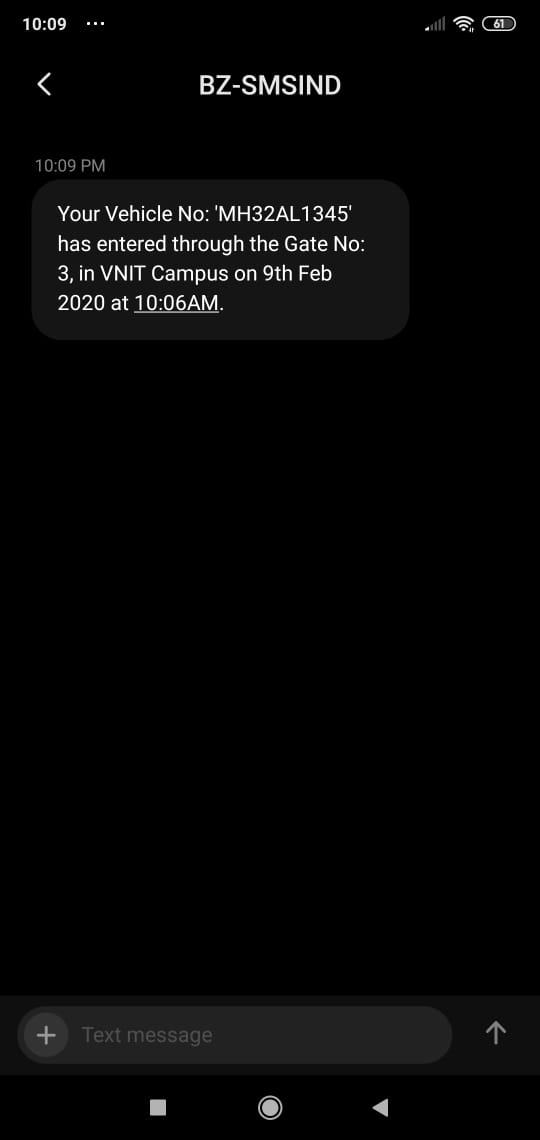 10:09 ... 61
BZ-SMSIND
10:09 PM
Your Vehicle No: 'MH32AL1345'
has entered through the Gate No:
3, in VNIT Campus on 9th Feb
2020 at 10:06AM.
Text message